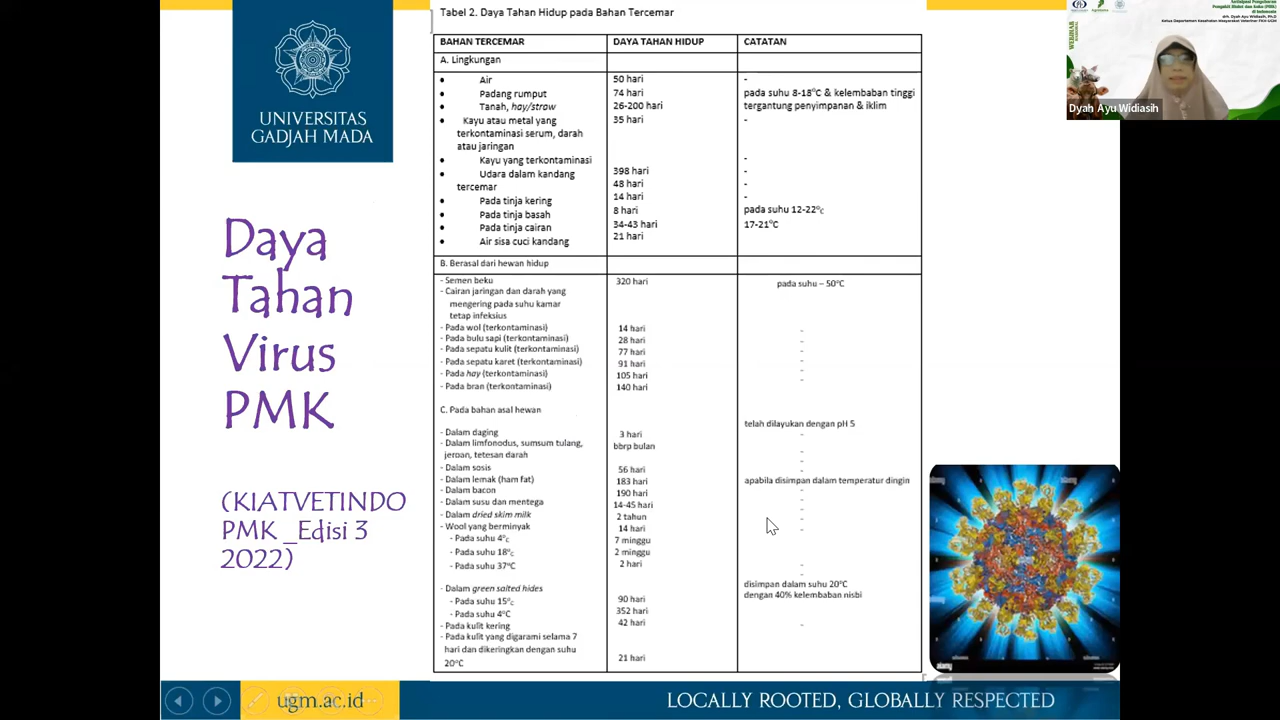 UNIVERSITAS
GADJAH MADA
Daya
Tahan
Virus
PMK
(KIATVETINDO
PMK _Edisi 3
2022)
Tabel 2. Daya Tahan Hidup pada Bahan Tercemar
BAHAN TERCEMAR DAYA TAHAN HIDUP CATATAN
A. Lingkungan
• Air 50 hari -
• Padang rumput 74 hari pada suhu 8-18°C & kelembaban tinggi
• Tanah, hay/straw 26-200 hari tergantung penyimpanan & iklim
• Kayu atau metal yang 35 hari -
terkontaminasi serum, darah
atau jaringan
• Kayu yang terkontaminasi -
• Udara dalam kandang 398 hari -
tercemar 48 hari -
• Pada tinja kering 14 hari -
• Pada tinja basah 8 hari pada suhu 12-22°C
• Pada tinja cairan 34-43 hari 17-21°C
• Air sisa cuci kandang 21 hari
B. Berasal dari hewan hidup
- Semen beku 320 hari pada suhu – 50°C
- Cairan jaringan dan darah yang
mengering pada suhu kamar
tetap infeksius
- Pada wol (terkontaminasi) 14 hari -
- Pada bulu sapi (terkontaminasi) 28 hari -
- Pada sepatu kulit (terkontaminasi) 77 hari -
- Pada sepatu karet (terkontaminasi) 91 hari -
- Pada hay (terkontaminasi) 105 hari -
- Pada bran (terkontaminasi) 140 hari
C. Pada bahan asal hewan
telah dilayukan dengan pH 5
- Dalam daging 3 hari -
- Dalam limfonodus, sumsum tulang, bbrp bulan
jeroan, tetesan darah -
- Dalam sosis 56 hari -
- Dalam lemak (ham fat) 183 hari apabila disimpan dalam temperatur dingin
- Dalam bacon 190 hari -
- Dalam susu dan mentega 14-45 hari -
- Dalam dried skim milk 2 tahun -
- Wool yang berminyak 14 hari -
- Pada suhu 4°C 7 minggu
- Pada suhu 18°C 2 minggu
- Pada suhu 37°C 2 hari -
- Dalam green salted hides disimpan dalam suhu 20°C
dengan 40% kelembaban nisbi
- Pada suhu 15°C 90 hari
- Pada suhu 4°C 352 hari
- Pada kulit kering 42 hari -
- Pada kulit yang digarami selama 7
hari dan dikeringkan dengan suhu
20°C 21 hari
Dyah Ayu Widiasih
WEBINAR
alamy
alamy
ugm.ac.id
LOCALLY ROOTED, GLOBALLY RESPECTED